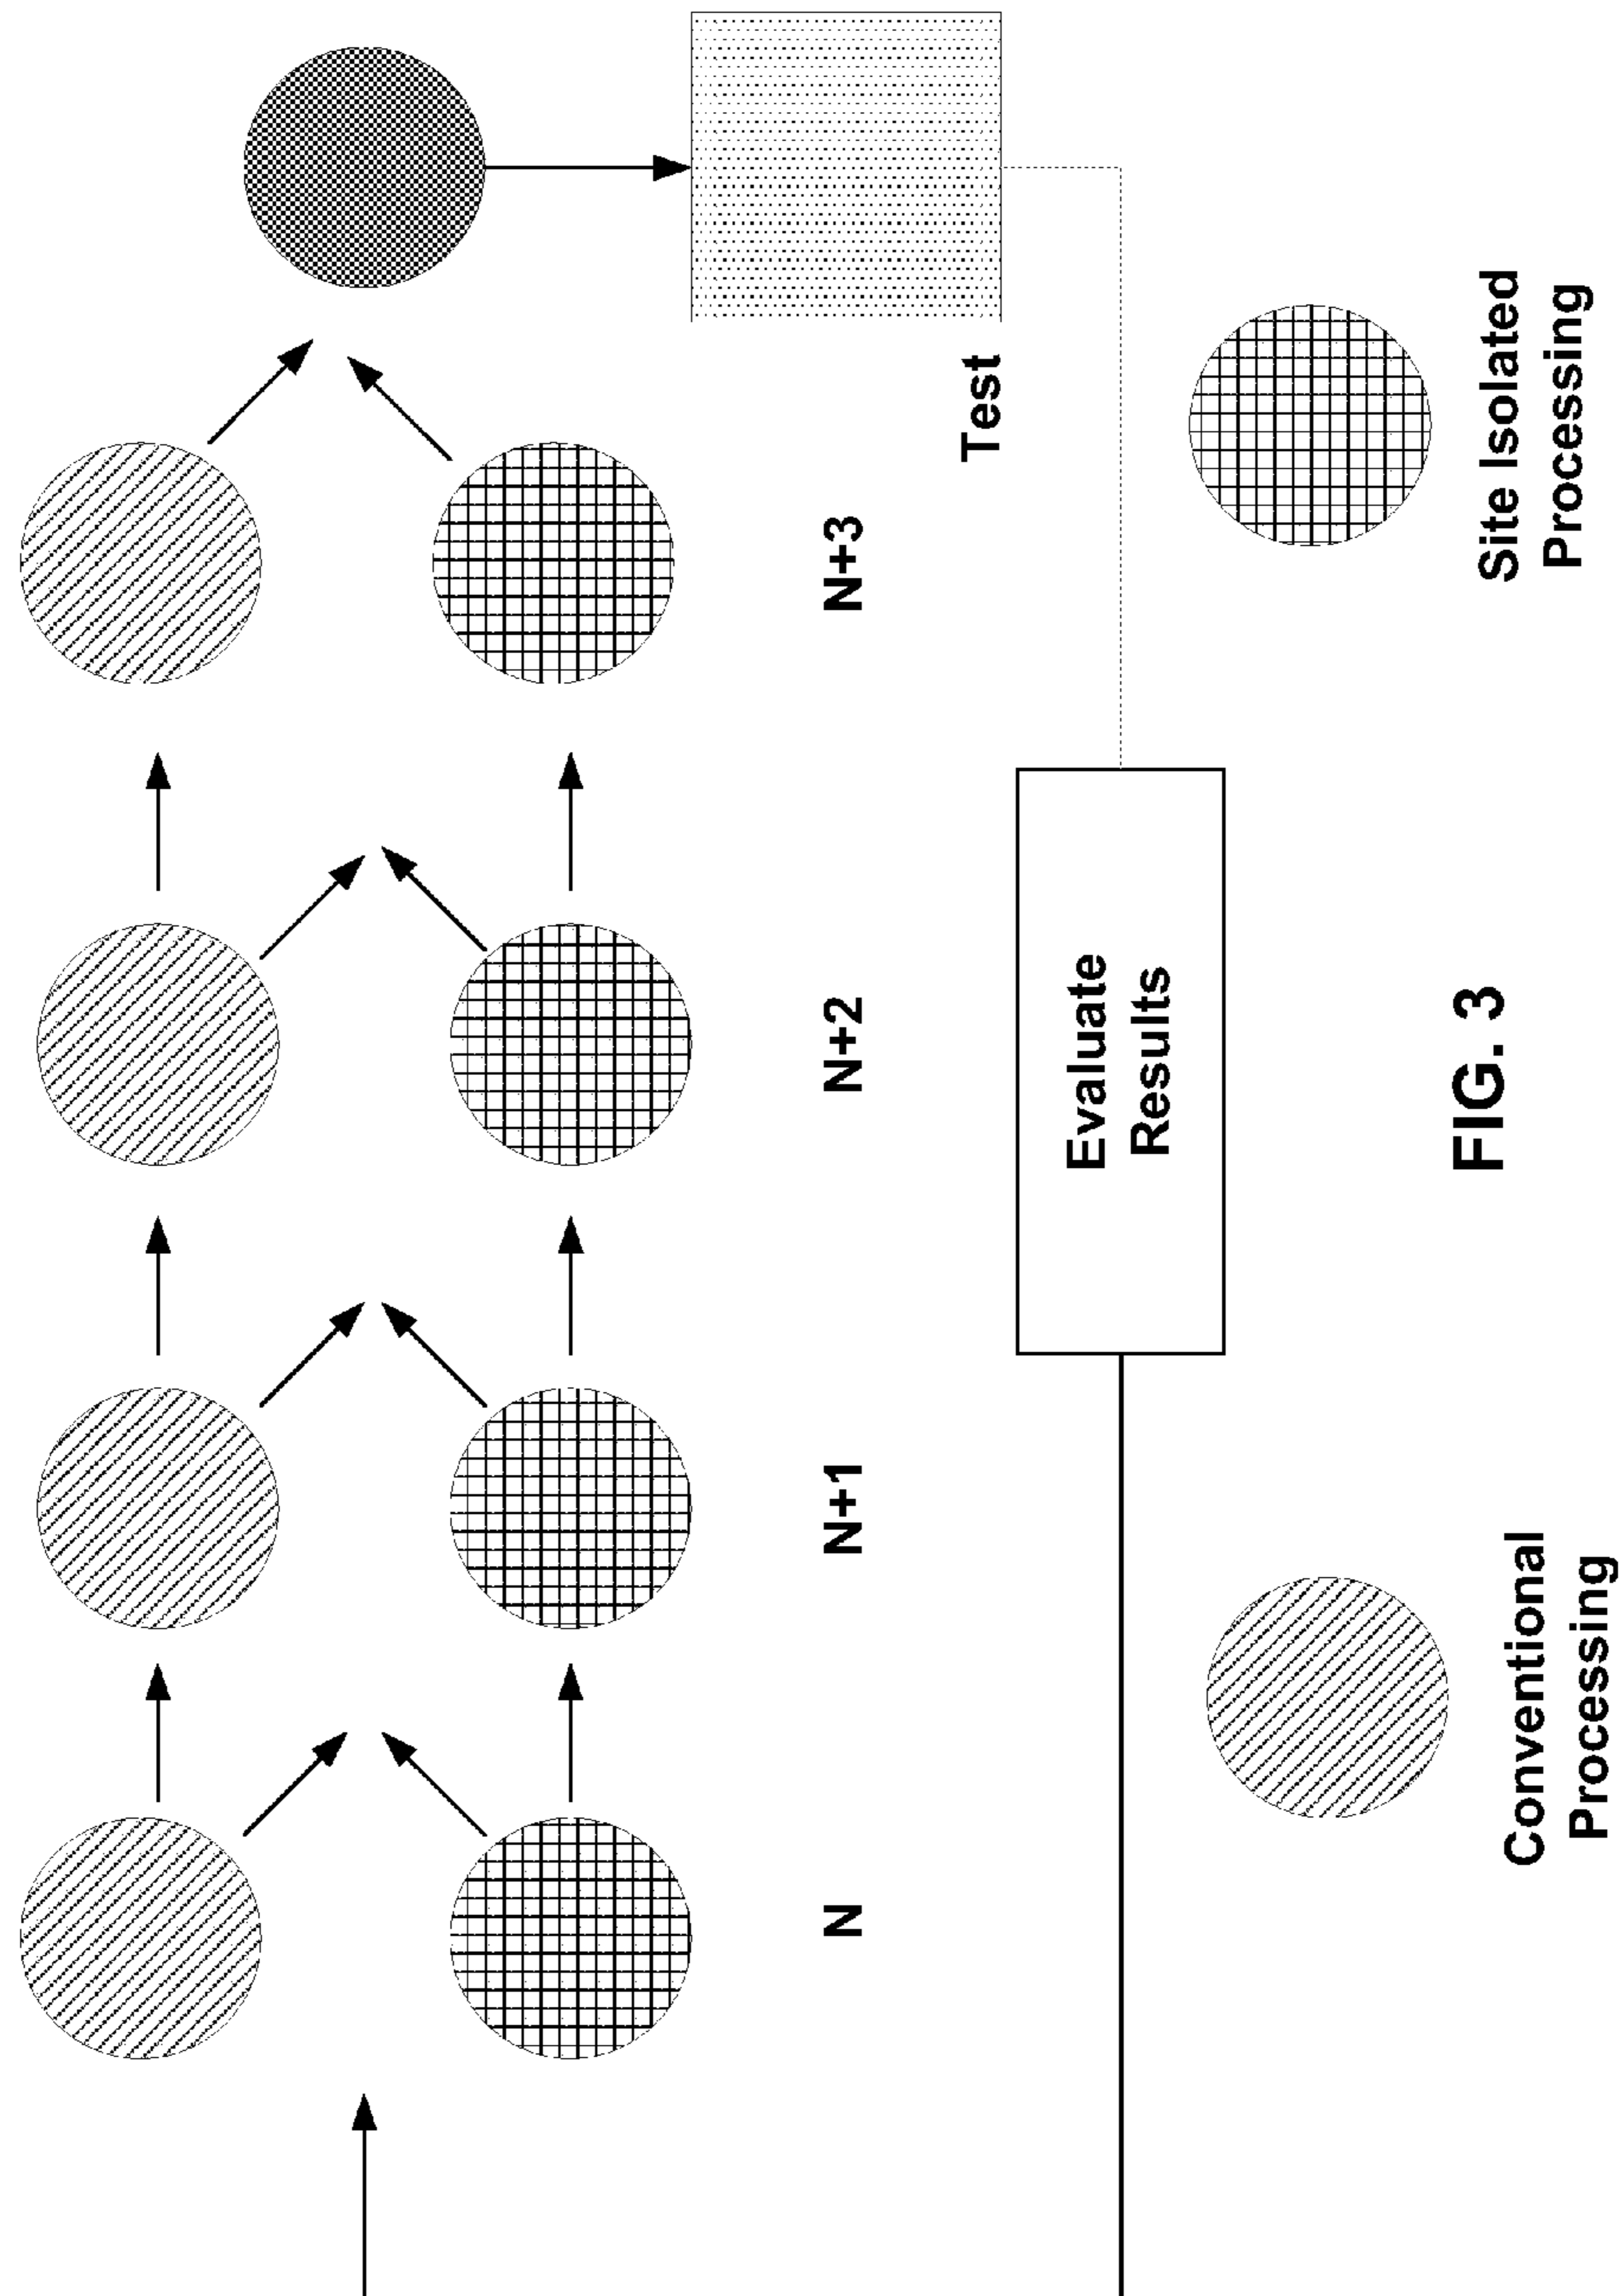 N
N+1
N+2
N+3
Test
Evaluate
Results
Conventional
Processing
Site Isolated
Processing
FIG. 3